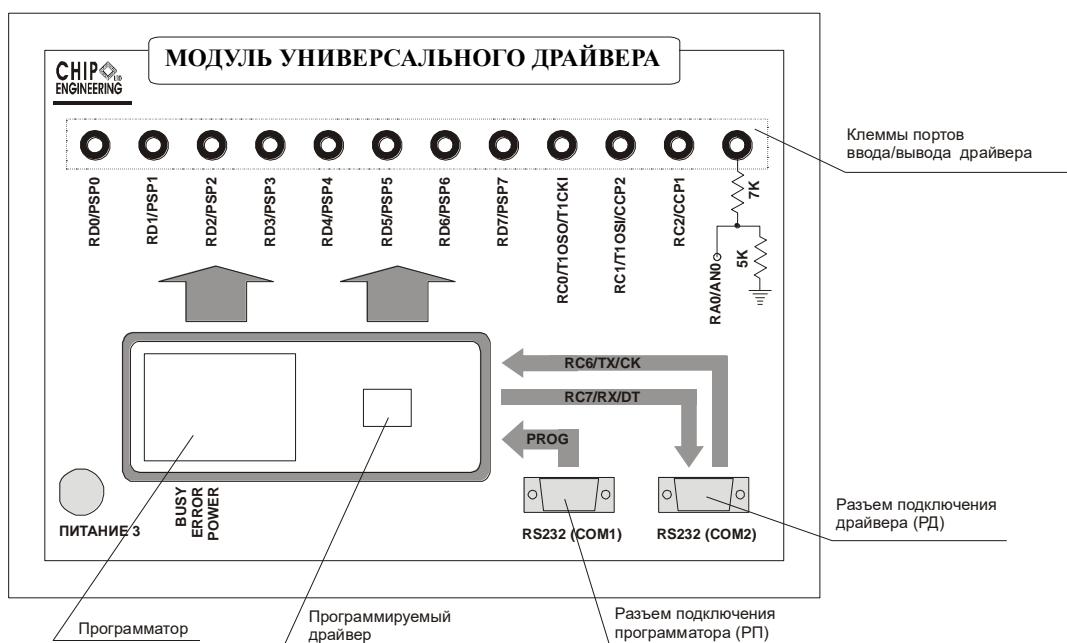 МОДУЛЬ УНИВЕРСАЛЬНОГО ДРАЙВЕРА
CHIP LTD
ENGINEERING
Клеммы портов
ввода/вывода драйвера
RD0/PSP0
RD1/PSP1
RD2/PSP2
RD3/PSP3
RD4/PSP4
RD5/PSP5
RD6/PSP6
RD7/PSP7
RC0/T1OSO/T1CKI
RC1/T1OSI/CCP2
RC2/CCP1
7K
5K
RA0/AN0
RC6/TX/CK
RC7/RX/DT
PROG
ПИТАНИЕ 3
BUSY
ERROR
POWER
RS232 (COM1)
RS232 (COM2)
Разъем подключения
драйвера (РД)
Программатор
Программируемый
драйвер
Разъем подключения
программатора (РП)